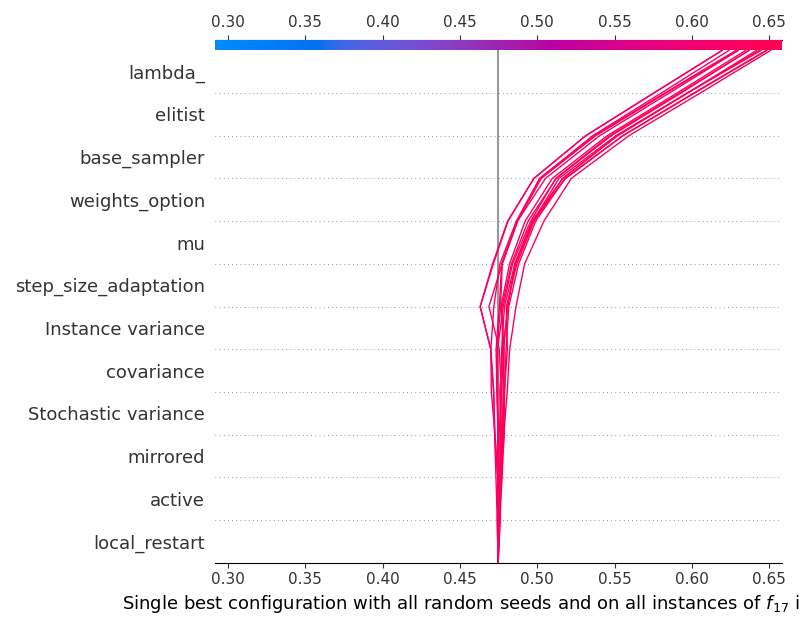 0.30 0.35 0.40 0.45 0.50 0.55 0.60 0.65
lambda_
elitist
base_sampler
weights_option
mu
step_size_adaptation
Instance variance
covariance
Stochastic variance
mirrored
active
local_restart
0.30 0.35 0.40 0.45 0.50 0.55 0.60 0.65
Single best configuration with all random seeds and on all instances of f₁₇ i